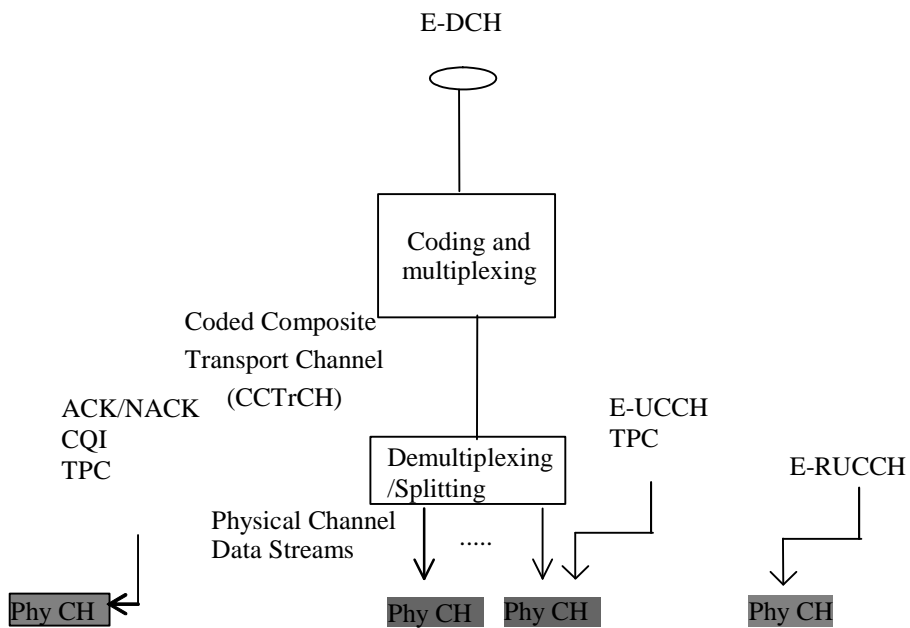 E-DCH
Coding and
multiplexing
Coded Composite
Transport Channel
(CCTrCH)
ACK/NACK
CQI
TPC
E-UCCH
TPC
E-RUCCH
Demultiplexing
/Splitting
Physical Channel
Data Streams
.....
Phy CH
Phy CH
Phy CH
Phy CH